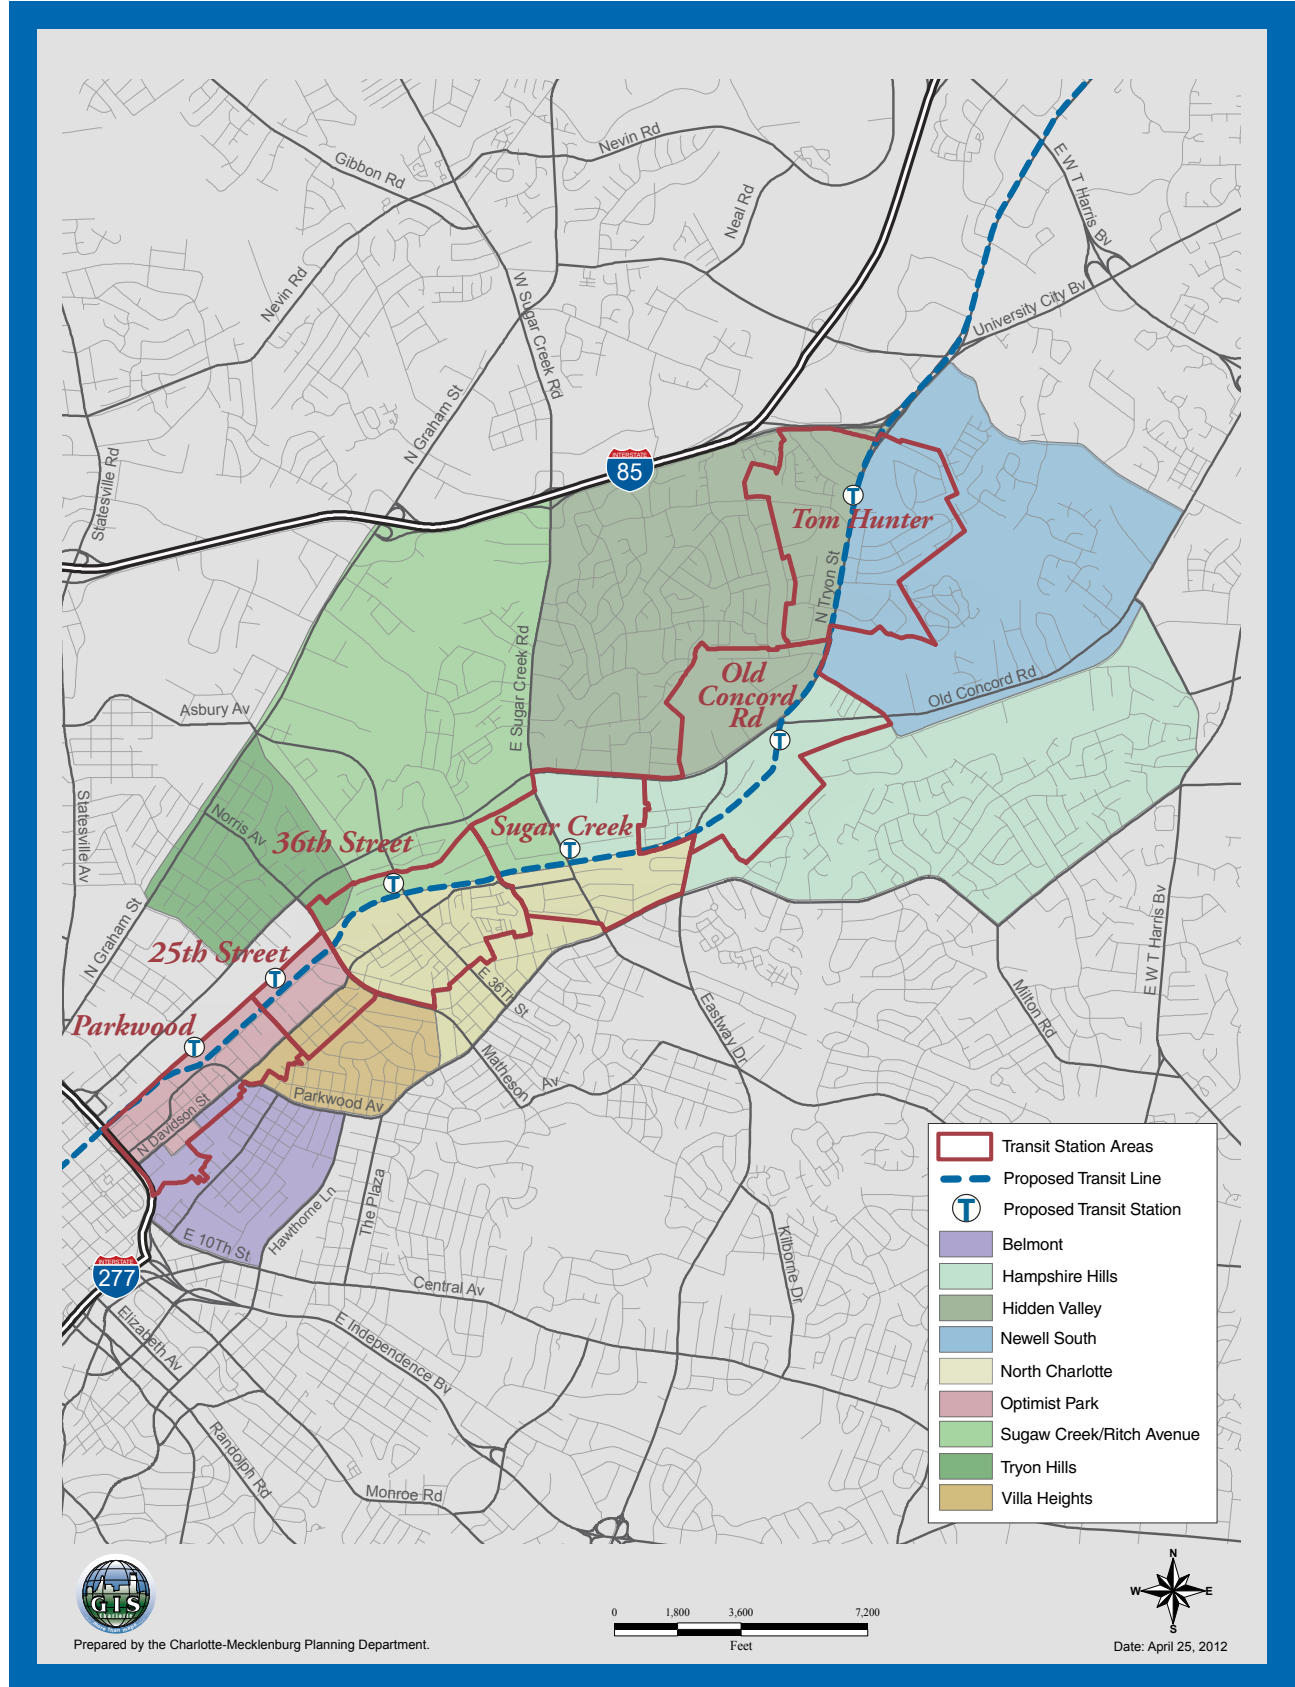 Nevin Rd
Gibbon Rd
E W T Harris Bv
Neal Rd
Nevin Rd
W Sugar Creek Rd
University City Bv
N Graham St
Statesville Rd
INTERSTATE
85
Tom Hunter
N Tryon St
E Sugar Creek Rd
Old
Concord
Rd
Old Concord Rd
Asbury Av
Statesville Av
Norris Av
36th Street
Sugar Creek
N Graham St
25th Street
E W T Harris Bv
E 36Th St
Milton Rd
Eastway Dr
Parkwood
Matheson Av
Parkwood Av
N Davidson St
The Plaza
Hawthorne Ln
E 10Th St
Kilborne Dr
INTERSTATE
277
Central Av
Elizabeth Av
E Independence Bv
Randolph Rd
Monroe Rd
T
T
T
T
T
T
Transit Station Areas
Proposed Transit Line
T Proposed Transit Station
Belmont
Hampshire Hills
Hidden Valley
Newell South
North Charlotte
Optimist Park
Sugaw Creek/Ritch Avenue
Tryon Hills
Villa Heights
GIS
more than maps
Prepared by the Charlotte-Mecklenburg Planning Department.
0 1,800 3,600 7,200
Feet
N
W E
S
Date: April 25, 2012